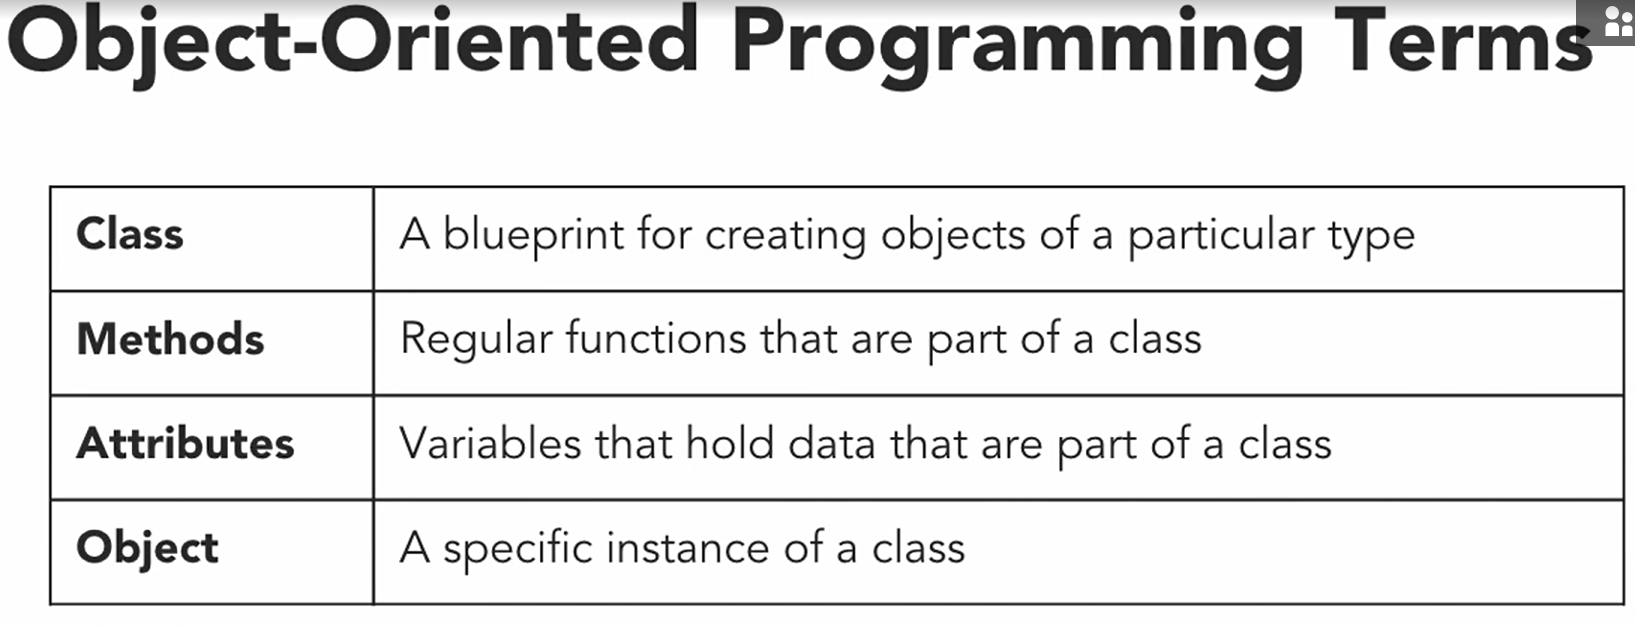 Object-Oriented Programming Terms
Class
A blueprint for creating objects of a particular type
Methods
Regular functions that are part of a class
Attributes
Variables that hold data that are part of a class
Object
A specific instance of a class